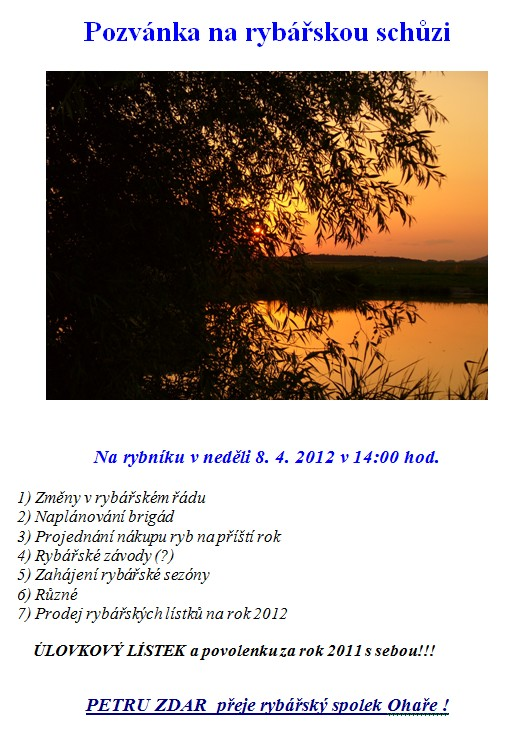 Pozvánka na rybářskou schůzi
Na rybníku v neděli 8. 4. 2012 v 14:00 hod.
1) Změny v rybářském řádu
2) Naplánování brigád
3) Projednání nákupu ryb na příští rok
4) Rybářské závody (?)
5) Zahájení rybářské sezóny
6) Různé
7) Prodej rybářských lístků na rok 2012
ÚLOVKOVÝ LÍSTEK a povolenku za rok 2011 s sebou!!!
PETRU ZDAR přeje rybářský spolek Ohaře !